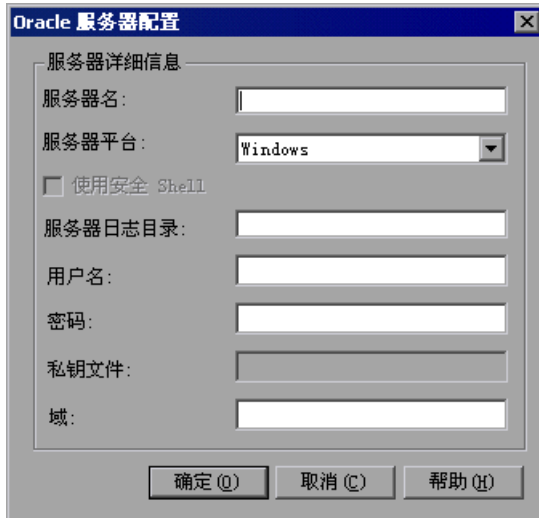 Oracle 服务器配置
服务器详细信息
服务器名:
服务器平台: Windows
使用安全 Shell
服务器日志目录:
用户名:
密码:
私钥文件:
域:
确定(O) 取消(C) 帮助(H)